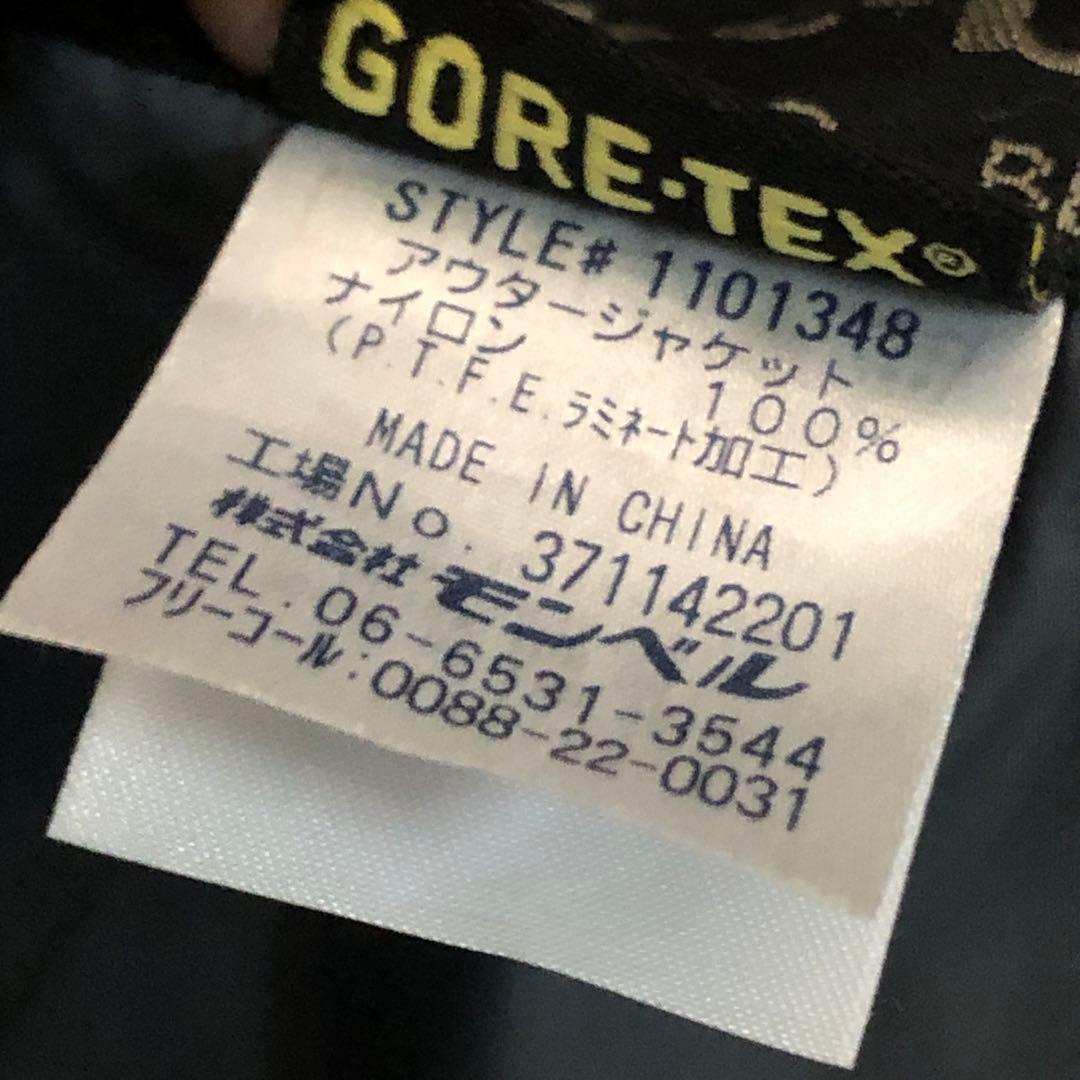 GORE-TEX®
STYLE# 1101348
アウタージャケット
ナイロン 100%
(P.T.F.E.ラミネート加工)
MADE IN CHINA
工場No. 371142201
株式会社モンベル
TEL.06-6531-3544
フリーコール:0088-22-0031